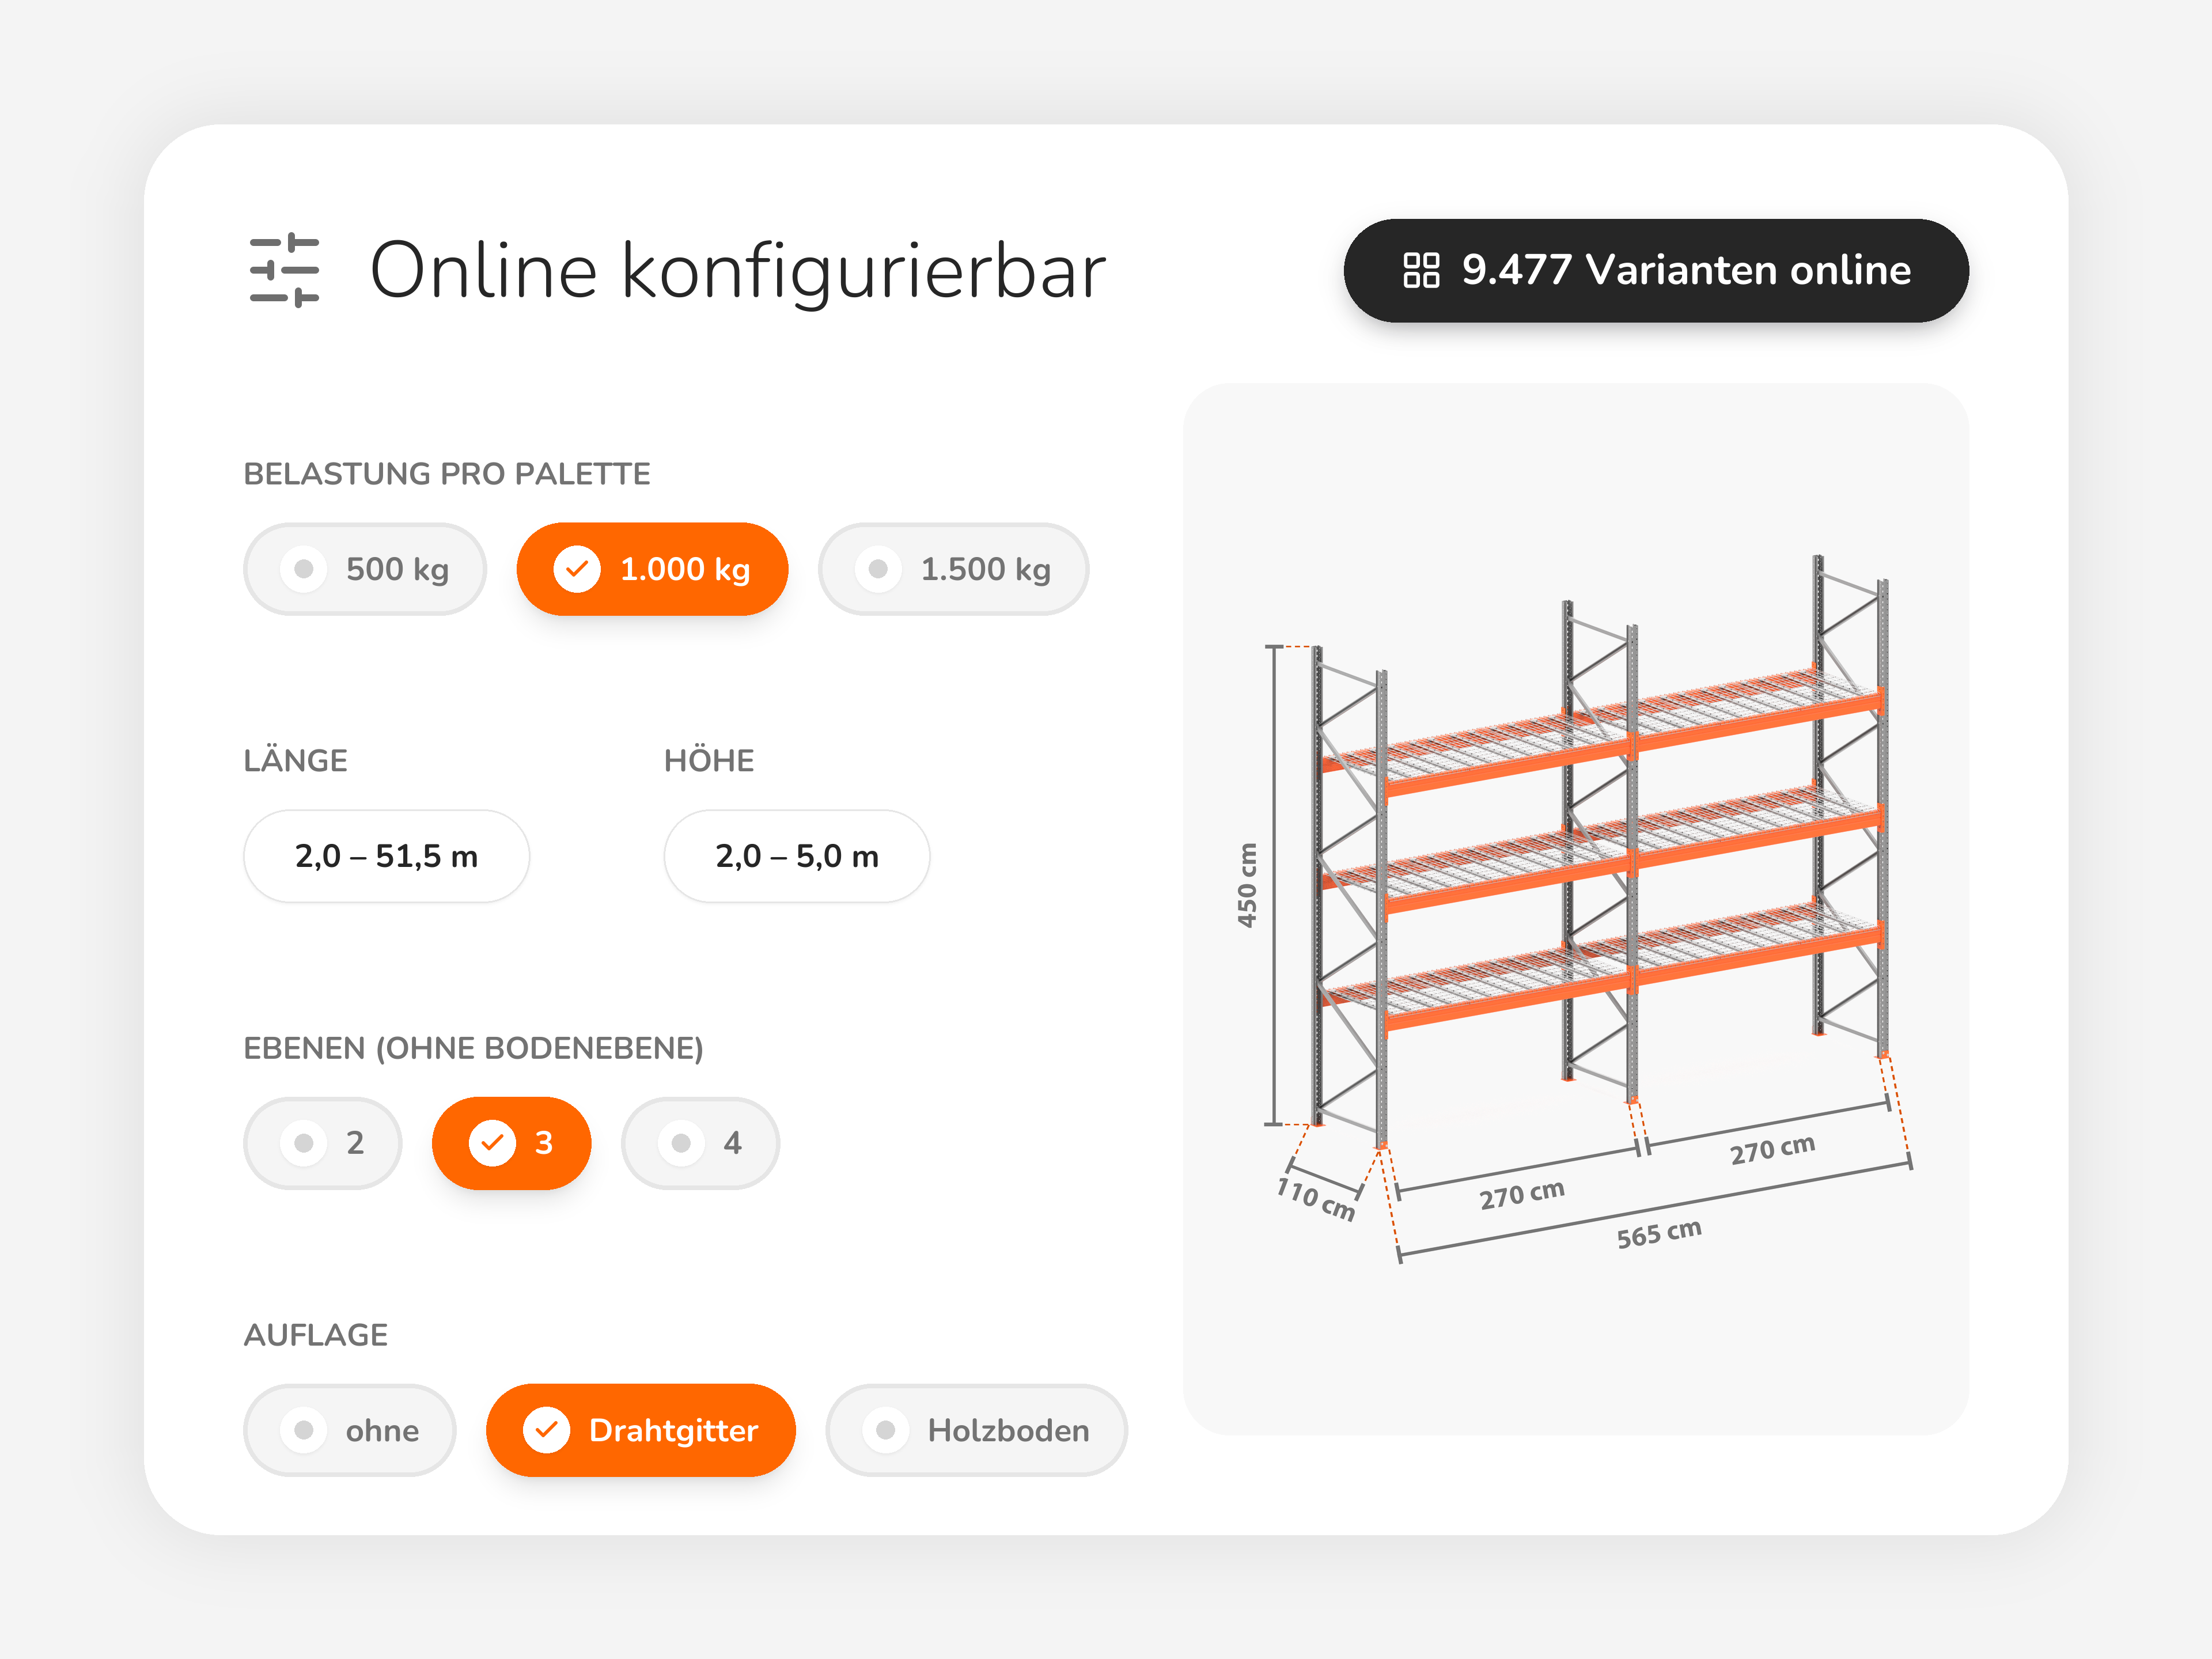 Online konfigurierbar
9.477 Varianten online
BELASTUNG PRO PALETTE
500 kg
1.000 kg
1.500 kg
LÄNGE
HÖHE
2,0 – 51,5 m
2,0 – 5,0 m
EBENEN (OHNE BODENEBENE)
2
3
4
AUFLAGE
ohne
Drahtgitter
Holzboden
450 cm
110 cm
270 cm
270 cm
565 cm